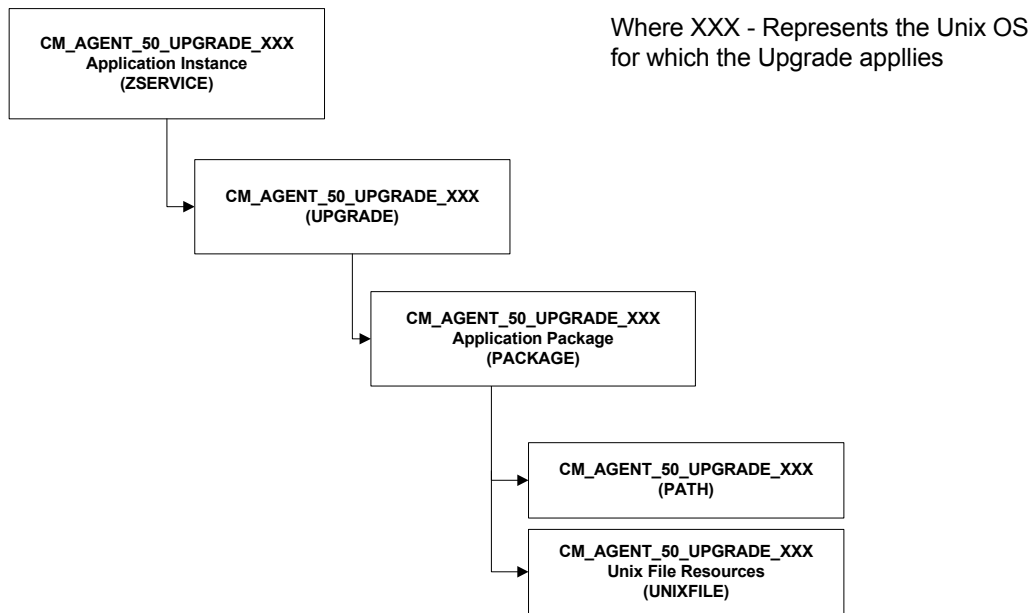 CM_AGENT_50_UPGRADE_XXX
Application Instance
(ZSERVICE)
Where XXX - Represents the Unix OS
for which the Upgrade appllies
CM_AGENT_50_UPGRADE_XXX
(UPGRADE)
CM_AGENT_50_UPGRADE_XXX
Application Package
(PACKAGE)
CM_AGENT_50_UPGRADE_XXX
(PATH)
CM_AGENT_50_UPGRADE_XXX
Unix File Resources
(UNIXFILE)